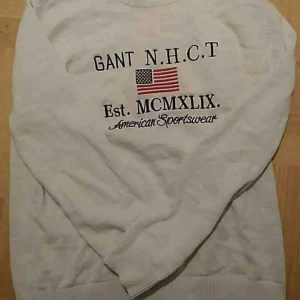 GANT N.H.C.T
Est. MCMXLIX.
American Sportswear